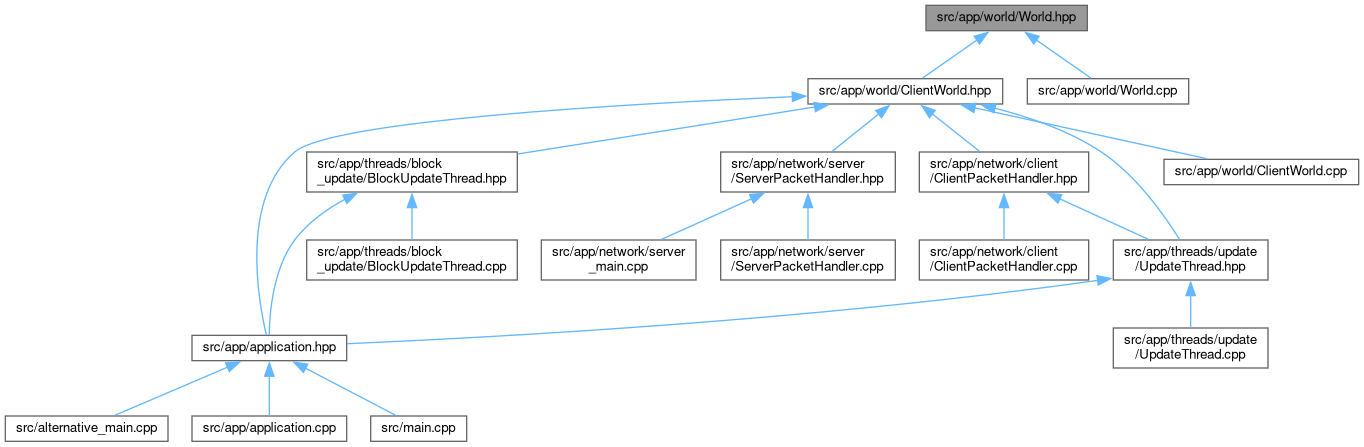 src/app/world/World.hpp
src/app/world/ClientWorld.hpp
src/app/world/World.cpp
src/app/threads/block
_update/BlockUpdateThread.hpp
src/app/network/server
/ServerPacketHandler.hpp
src/app/network/client
/ClientPacketHandler.hpp
src/app/world/ClientWorld.cpp
src/app/threads/block
_update/BlockUpdateThread.cpp
src/app/network/server
_main.cpp
src/app/network/server
/ServerPacketHandler.cpp
src/app/network/client
/ClientPacketHandler.cpp
src/app/threads/update
/UpdateThread.hpp
src/app/application.hpp
src/app/threads/update
/UpdateThread.cpp
src/alternative_main.cpp
src/app/application.cpp
src/main.cpp